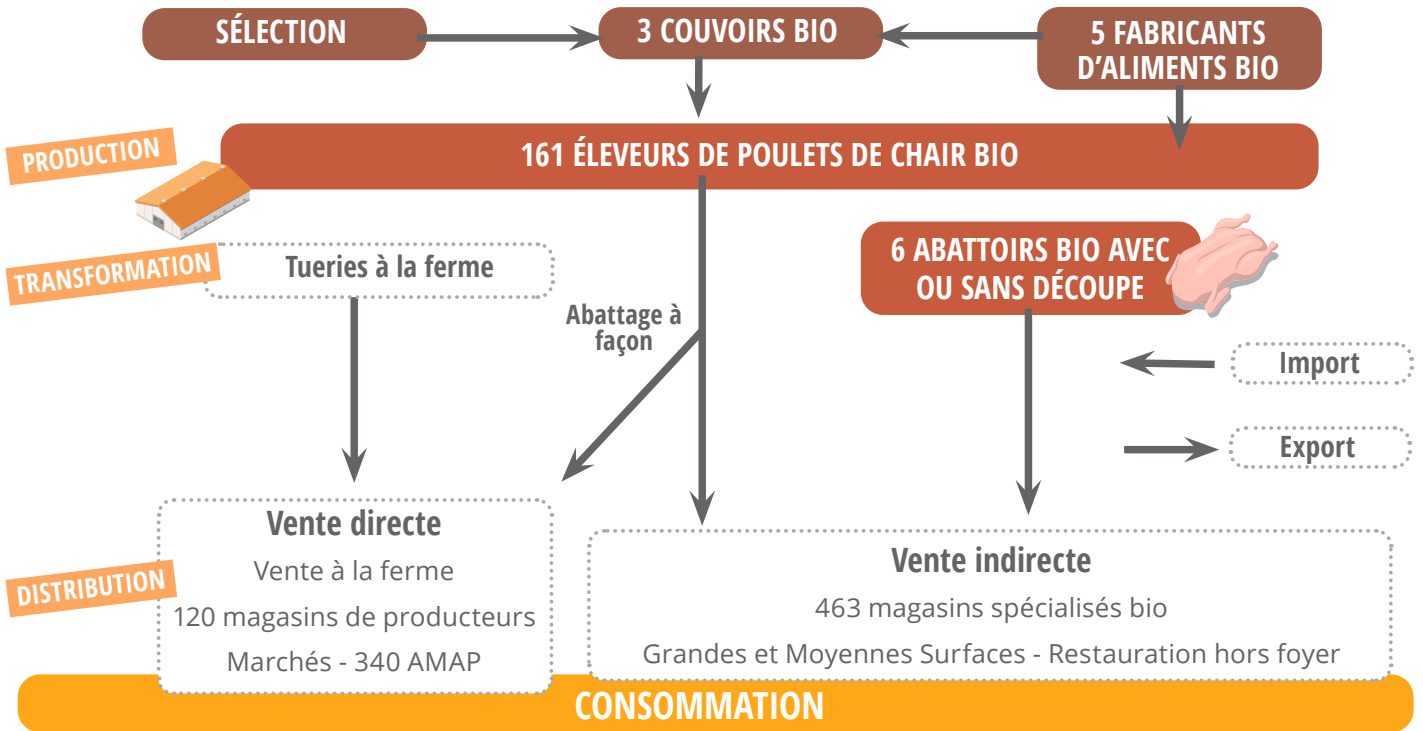 SÉLECTION
3 COUVOIRS BIO
5 FABRICANTS
D'ALIMENTS BIO
PRODUCTION
161 ÉLEVEURS DE POULETS DE CHAIR BIO
TRANSFORMATION
Tueries à la ferme
6 ABATTOIRS BIO AVEC
OU SANS DÉCOUPE
Abattage à
façon
Import
Export
DISTRIBUTION
Vente directe
Vente à la ferme
120 magasins de producteurs
Marchés - 340 AMAP
Vente indirecte
463 magasins spécialisés bio
Grandes et Moyennes Surfaces - Restauration hors foyer
CONSOMMATION